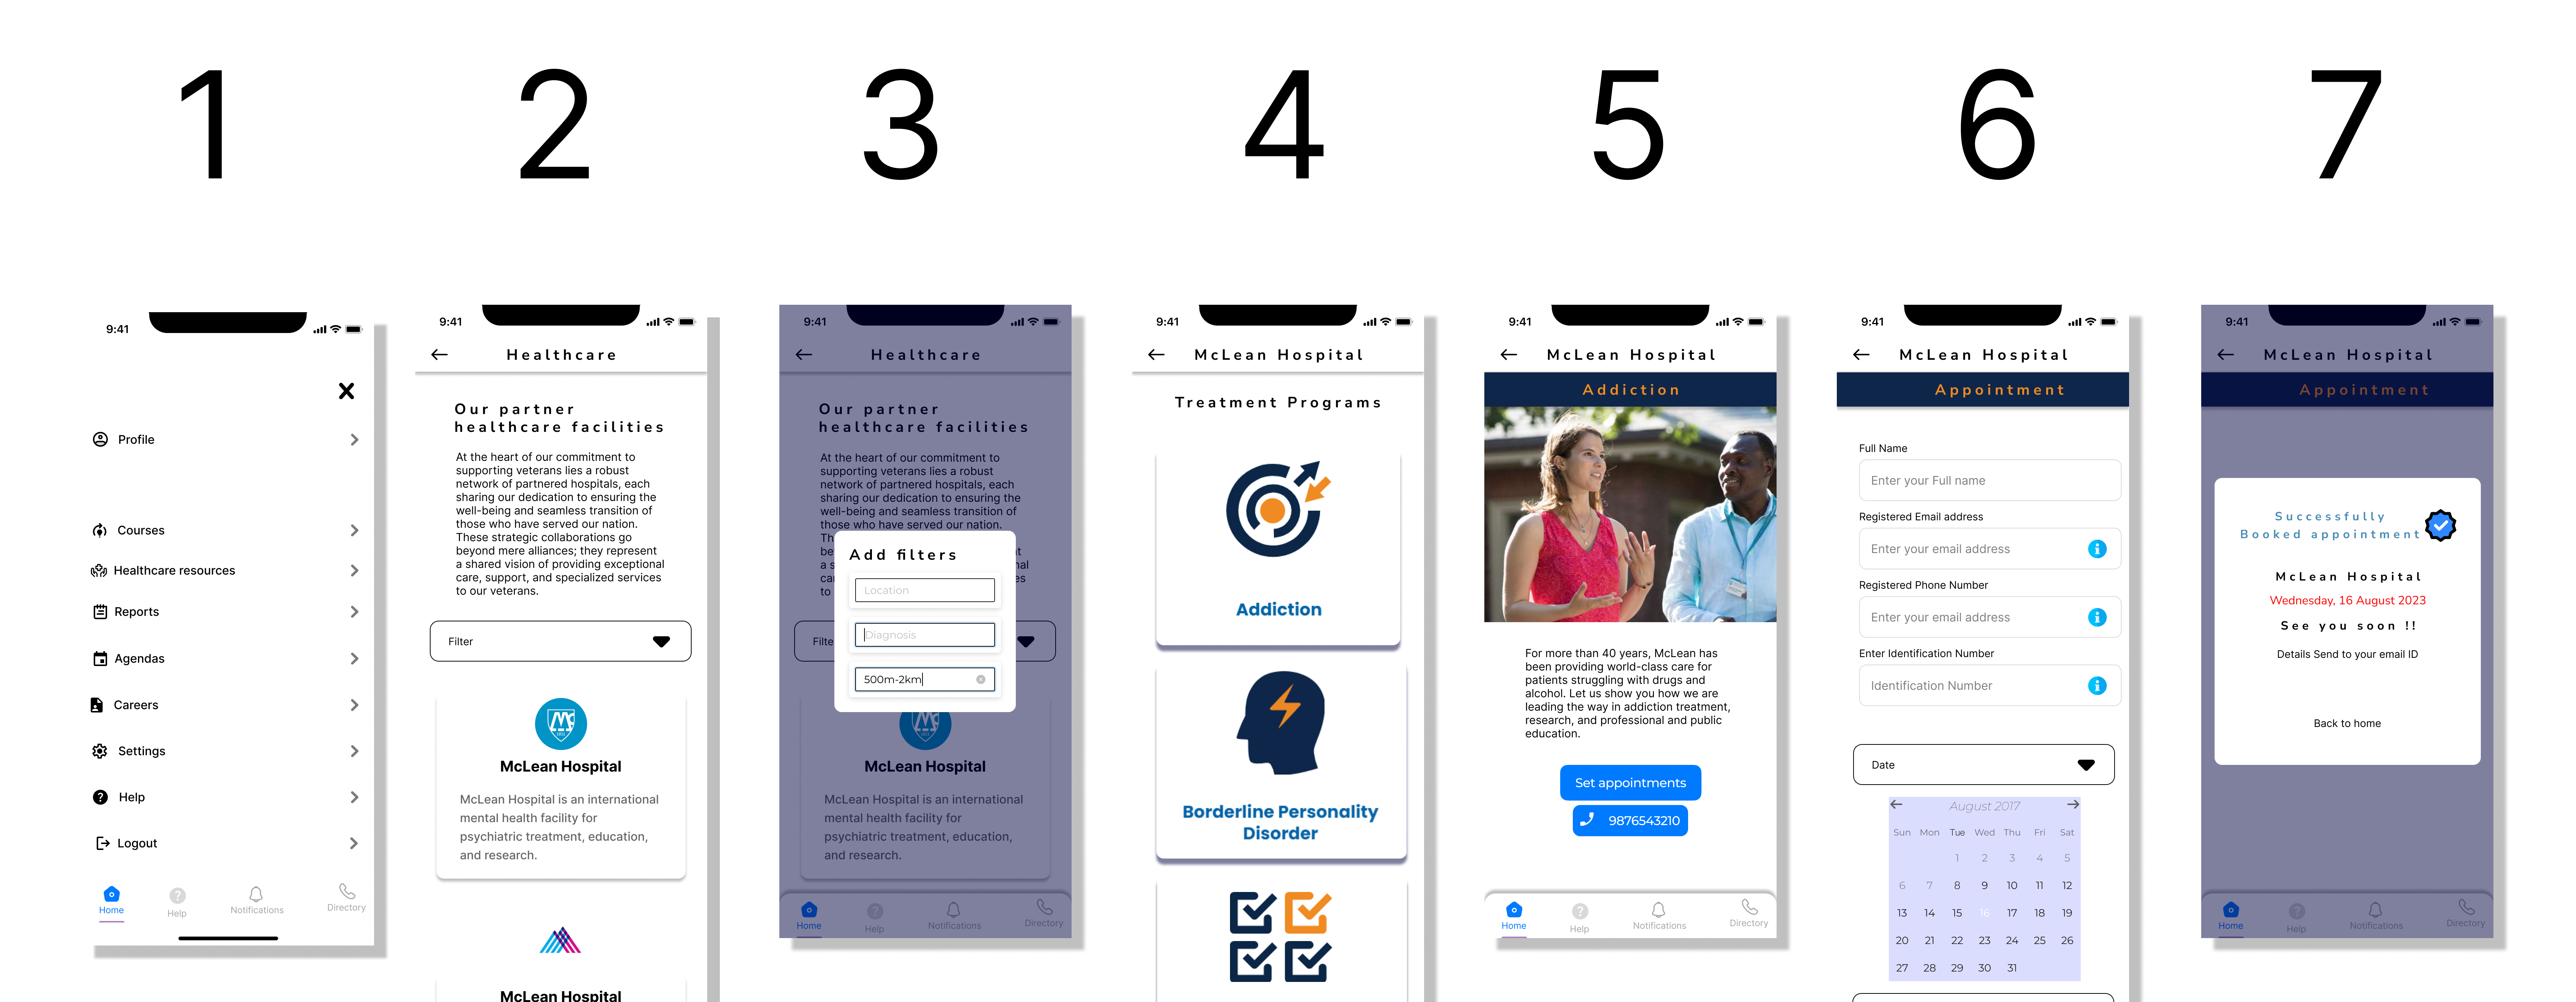 1
2
3
4
5
6
7
9:41
Profile
Courses
Healthcare resources
Reports
Agendas
Careers
Settings
Help
Logout
Home
Help
Notifications
Directory
9:41
Healthcare
Our partner
healthcare facilities
At the heart of our commitment to
supporting veterans lies a robust
network of partnered hospitals, each
sharing our dedication to ensuring the
well-being and seamless transition of
those who have served our nation.
These strategic collaborations go
beyond mere alliances; they represent
a shared vision of providing exceptional
care, support, and specialized services
to our veterans.
Filter
McLean Hospital
McLean Hospital is an international
mental health facility for
psychiatric treatment, education,
and research.
McLean Hospital
9:41
Healthcare
Our partner
healthcare facilities
At the heart of our commitment to
supporting veterans lies a robust
network of partnered hospitals, each
sharing our dedication to ensuring the
well-being and seamless transition of
those who have served our nation.
Add filters
Location
Diagnosis
500m-2km
McLean Hospital
McLean Hospital is an international
mental health facility for
psychiatric treatment, education,
and research.
Home
Help
Notifications
Directory
9:41
McLean Hospital
Treatment Programs
Addiction
Borderline Personality
Disorder
9:41
McLean Hospital
Addiction
For more than 40 years, McLean has
been providing world-class care for
patients struggling with drugs and
alcohol. Let us show you how we are
leading the way in addiction treatment,
research, and professional and public
education.
Set appointments
9876543210
Home
Help
Notifications
Directory
9:41
McLean Hospital
Appointment
Full Name
Enter your Full name
Registered Email address
Enter your email address
Registered Phone Number
Enter your email address
Enter Identification Number
Identification Number
Date
August 2017
Sun Mon Tue Wed Thu Fri Sat
1 2 3 4 5
6 7 8 9 10 11 12
13 14 15 16 17 18 19
20 21 22 23 24 25 26
27 28 29 30 31
9:41
McLean Hospital
Appointment
Successfully
Booked appointment
McLean Hospital
Wednesday, 16 August 2023
See you soon !!
Details Send to your email ID
Back to home
Home
Help
Notifications
Directory